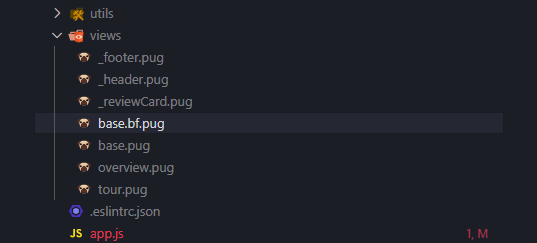 utils
views
_footer.pug
_header.pug
_reviewCard.pug
base.bf.pug
base.pug
overview.pug
tour.pug
.eslintrc.json
JS app.js 1, M